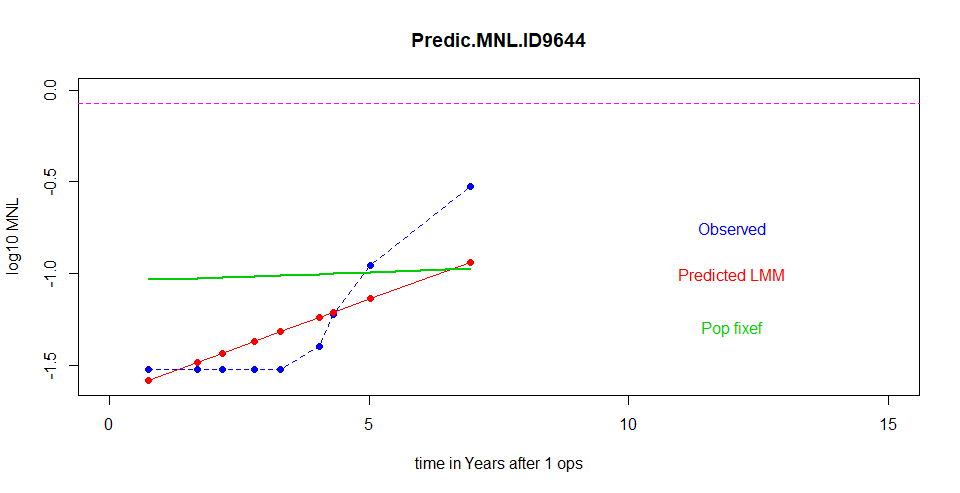 Predic.MNL.ID9644
log10 MNL
0.0
-0.5
-1.0
-1.5
Observed
Predicted LMM
Pop fixef
0
5
10
15
time in Years after 1 ops